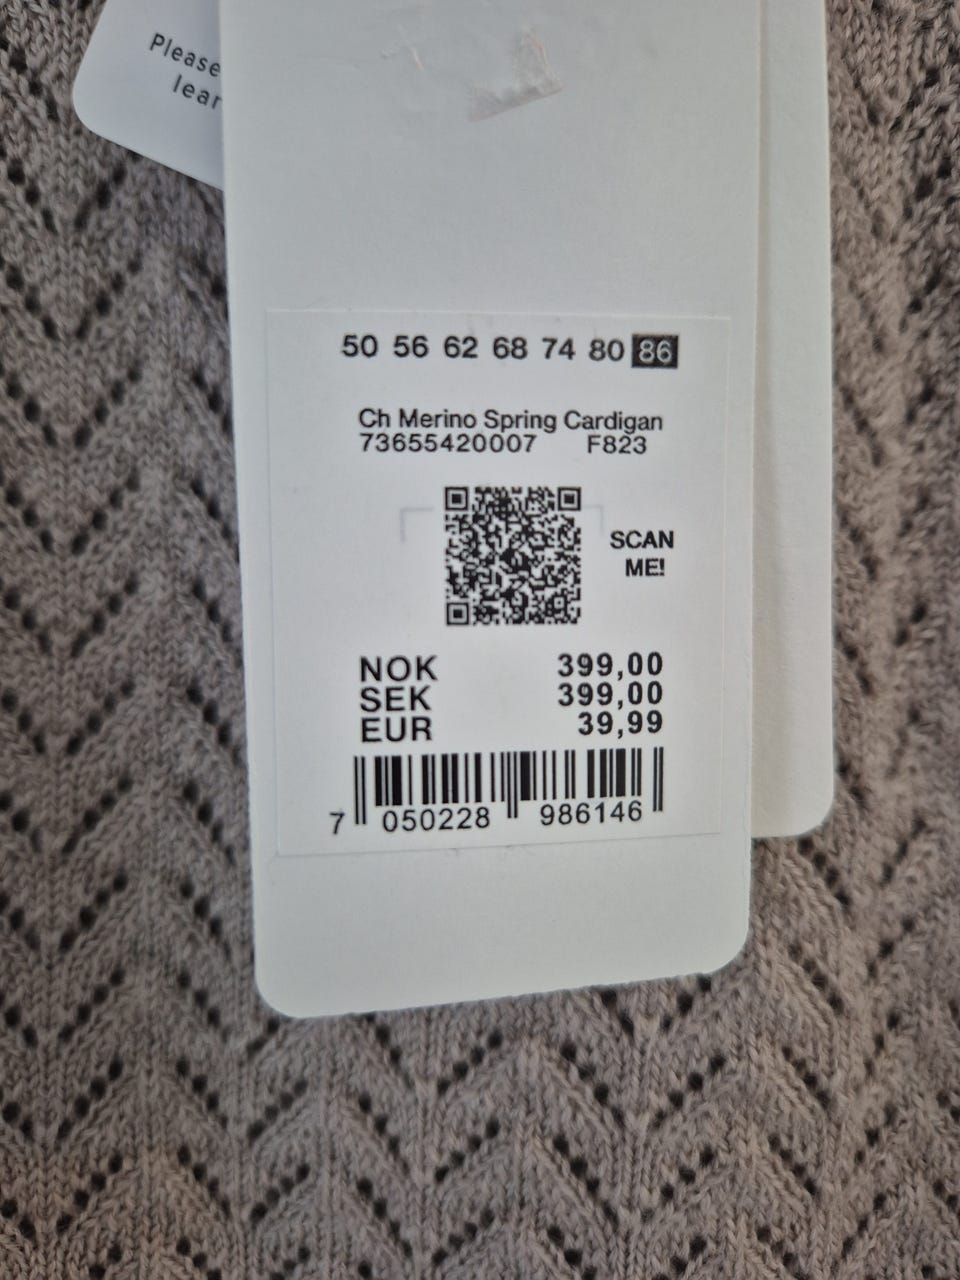 Please
lear
50 56 62 68 74 80 86
Ch Merino Spring Cardigan
73655420007 F823
SCAN
ME!
NOK 399,00
SEK 399,00
EUR 39,99
7 050228 986146